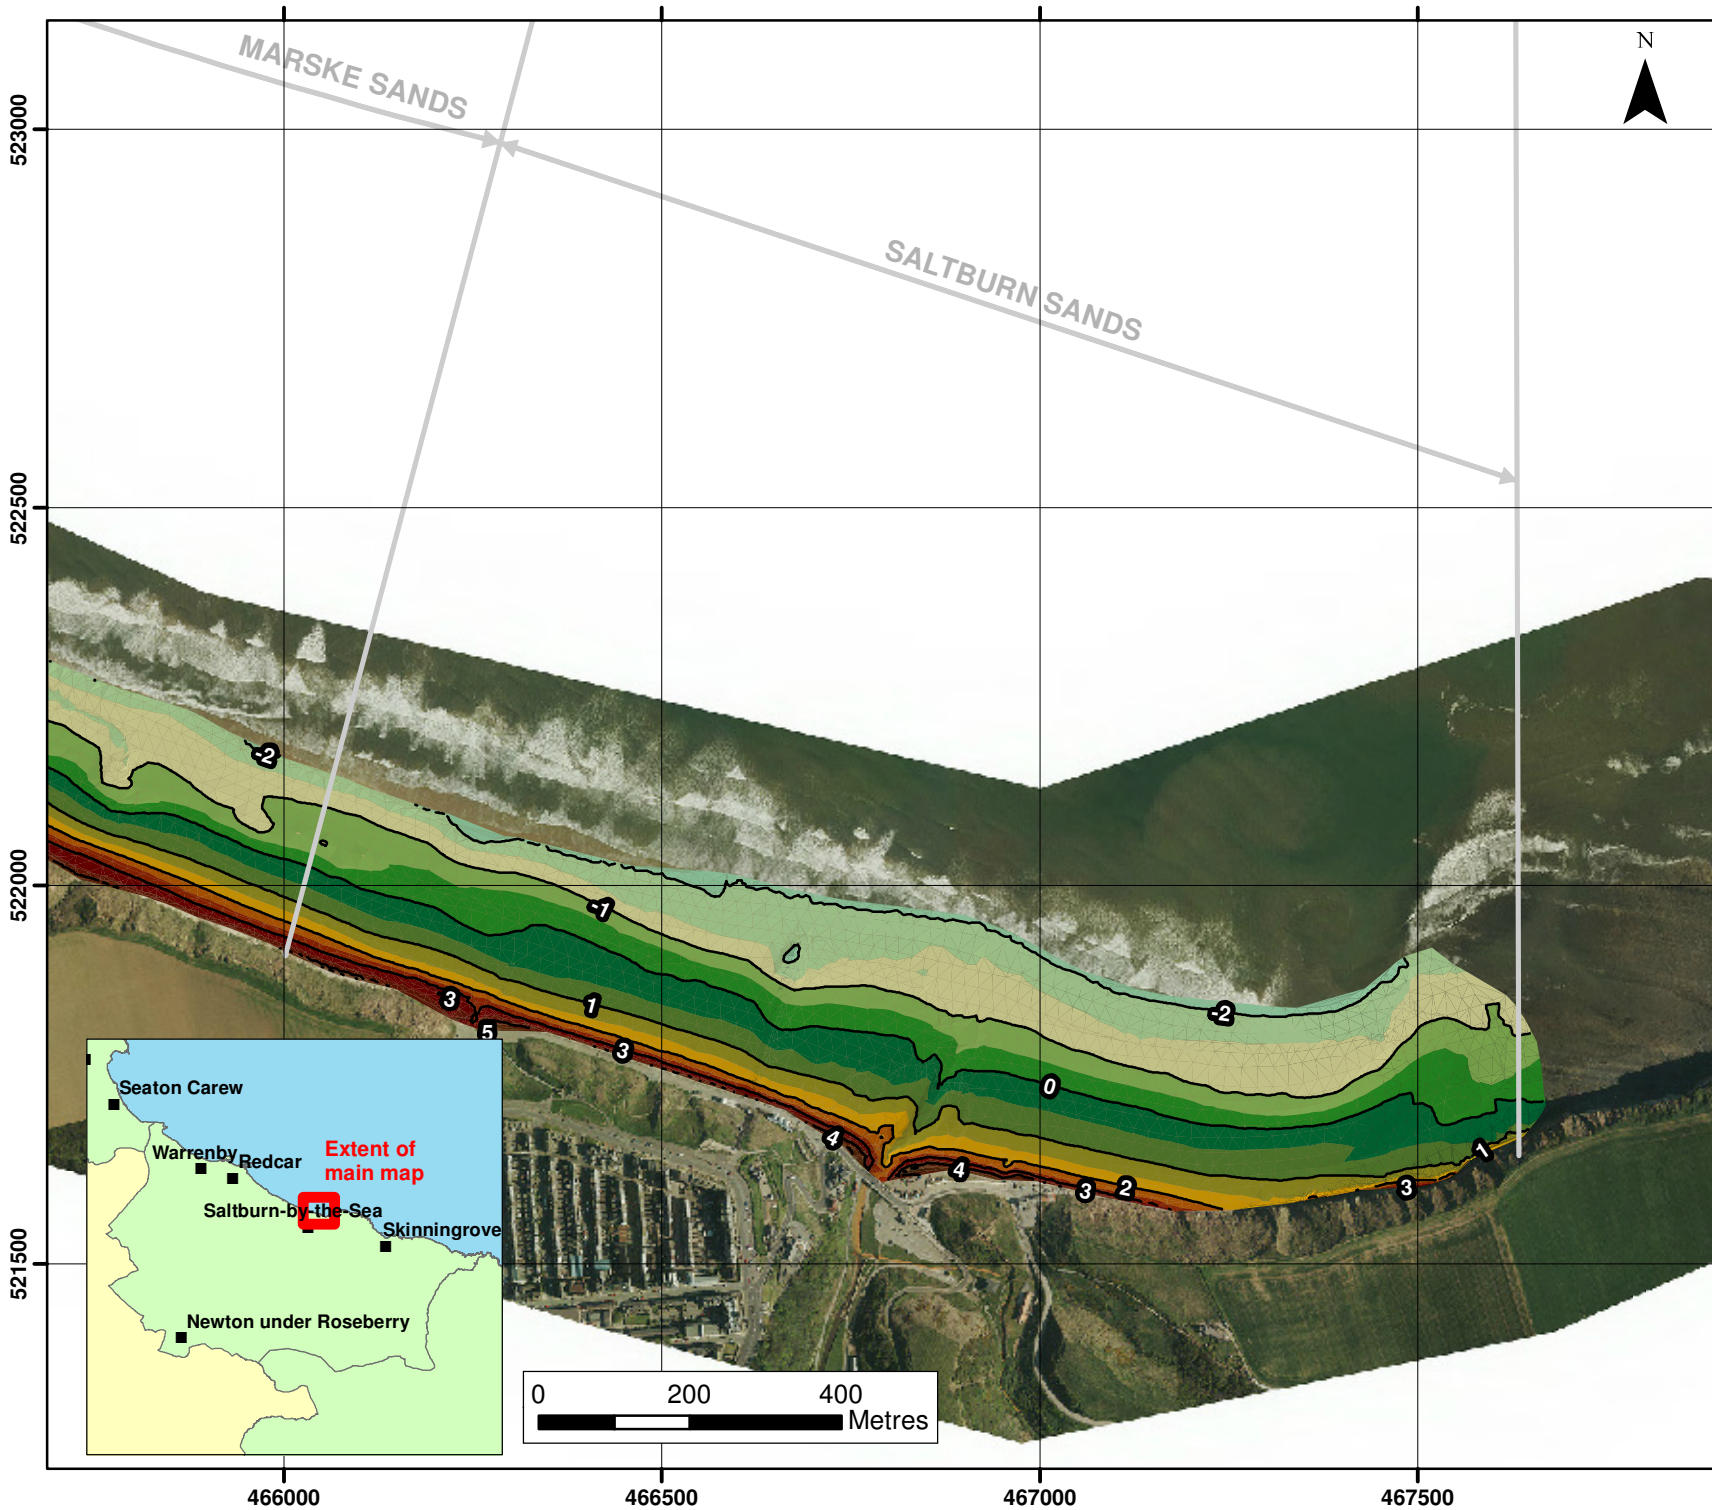 MARSKE SANDS
N
523000
SALTBURN SANDS
522500
-2
522000
-1
3
1
5
3
-2
0
4
4
3
2
1
3
Seaton Carew
Warrenby
Redcar
Extent of
main map
Saltburn-by-the-Sea
Skinningrove
Newton under Roseberry
521500
0 200 400
Metres
466000 466500 467000 467500